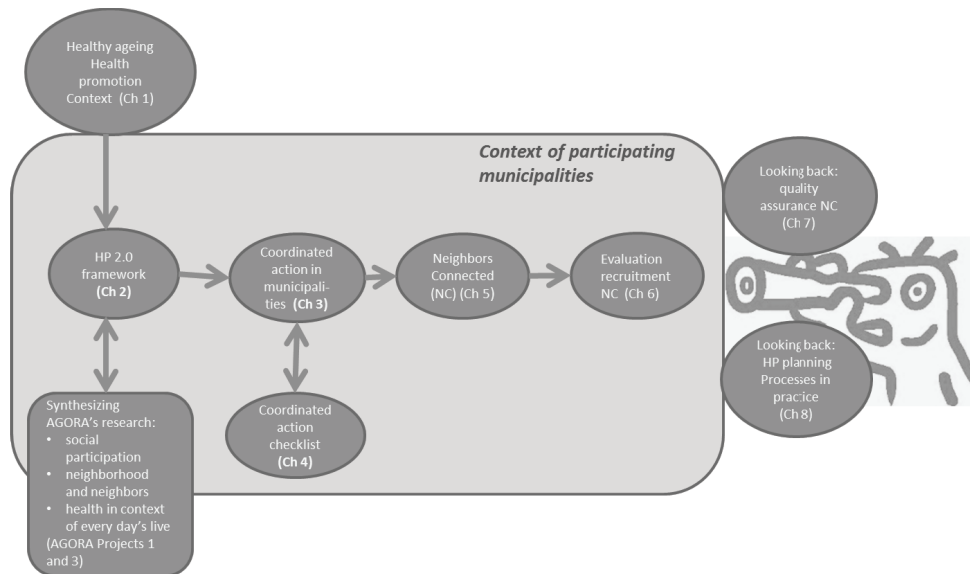 Healthy ageing
Health
promotion
Context (Ch 1)
Context of participating
municipalities
HP 2.0
framework
(Ch 2)
Coordinated
action in
municipali-
ties (Ch 3)
Neighbors
Connected
(NC) (Ch 5)
Evaluation
recruitment
NC (Ch 6)
Looking back:
quality
assurance NC
(Ch 7)
Looking back:
HP planning
Processes in
practice
(Ch 8)
Synthesizing
AGORA's research:
• social
participation
• neighborhood
and neighbors
• health in context
of every day's live
(AGORA Projects 1
and 3)
Coordinated
action
checklist
(Ch 4)